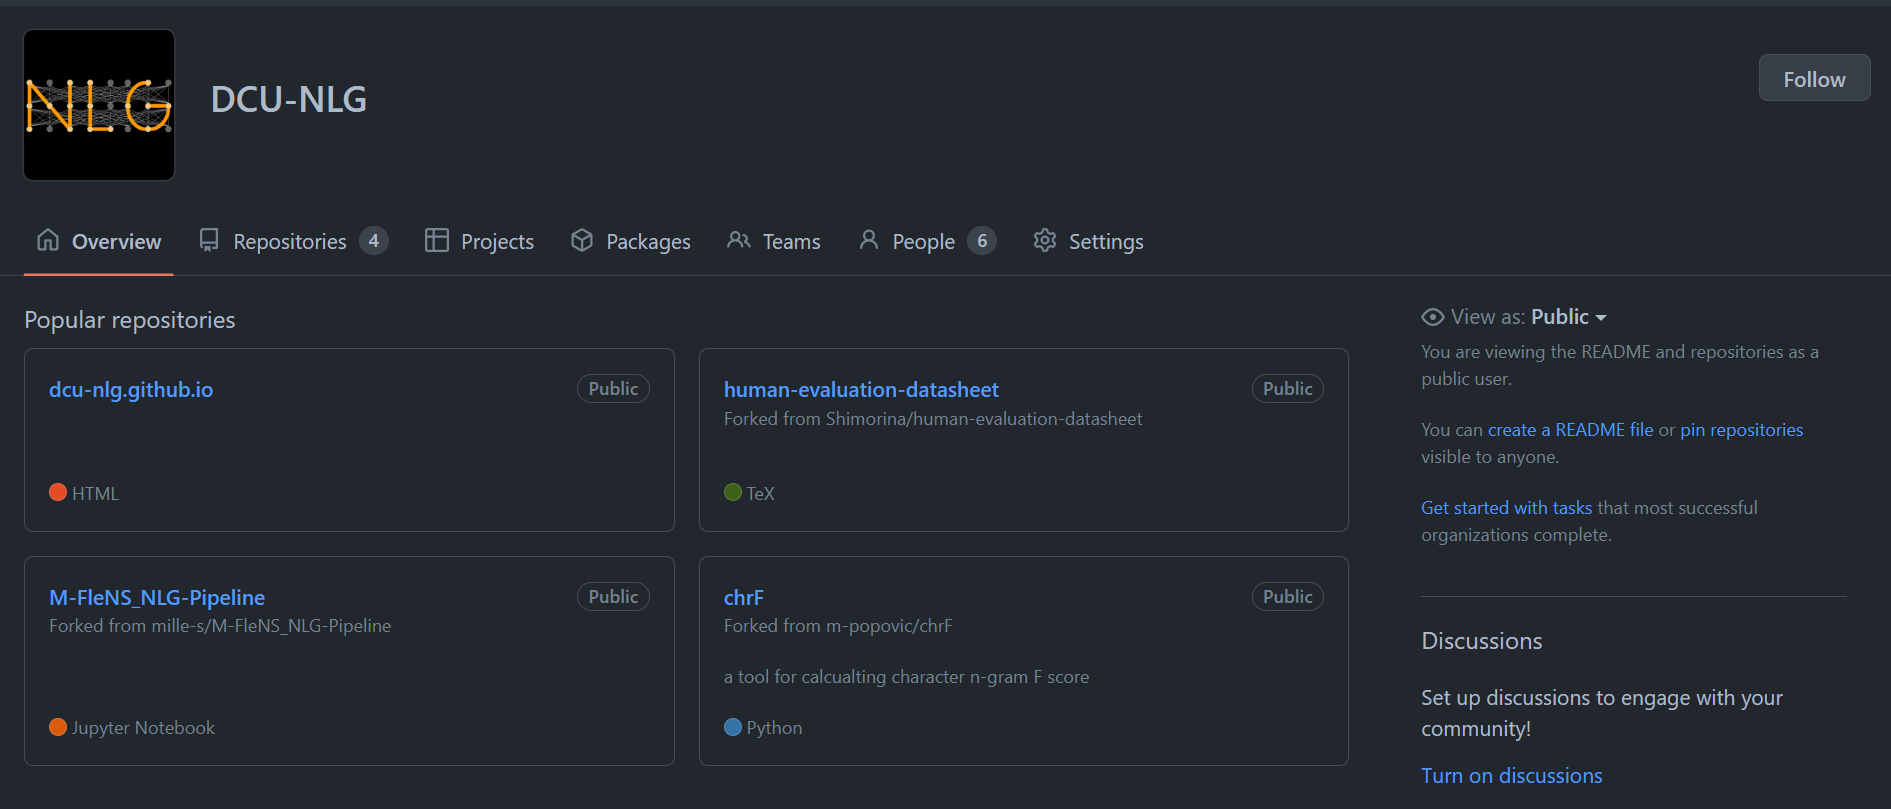 NLG
DCU-NLG
Follow
Overview
Repositories 4
Projects
Packages
Teams
People 6
Settings
Popular repositories
dcu-nlg.github.io
Public
HTML
human-evaluation-datasheet
Public
Forked from Shimorina/human-evaluation-datasheet
TeX
M-FleNS_NLG-Pipeline
Public
Forked from mille-s/M-FleNS_NLG-Pipeline
Jupyter Notebook
chrF
Public
Forked from m-popovic/chrF
a tool for calcualting character n-gram F score
Python
View as: Public
You are viewing the README and repositories as a
public user.
You can create a README file or pin repositories
visible to anyone.
Get started with tasks that most successful
organizations complete.
Discussions
Set up discussions to engage with your
community!
Turn on discussions